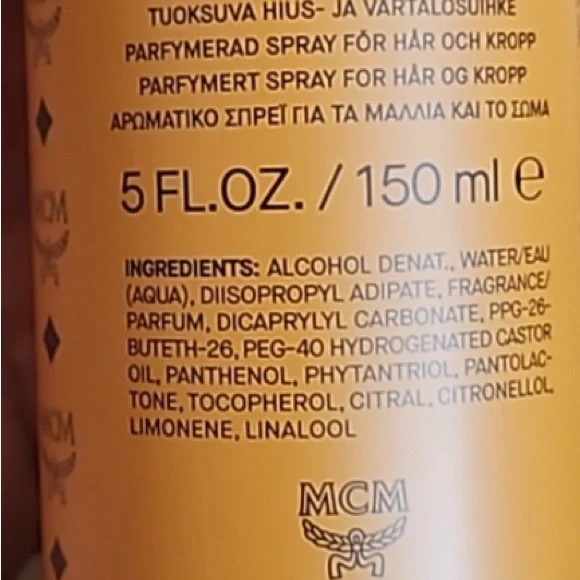 TUOKSUVA HIUS- JA VARTALOSUIHKE
PARFYMERAD SPRAY FÖR HÅR OCH KROPP
PARFYMERT SPRAY FOR HÅR OG KROPP
ΑΡΩΜΑΤΙΚΟ ΣΠΡΕΪ ΓΙΑ ΤΑ ΜΑΛΛΙΑ ΚΑΙ ΤΟ ΣΩΜΑ
5 FL.OZ. / 150 ml e
INGREDIENTS: ALCOHOL DENAT., WATER/EAU
(AQUA), DIISOPROPYL ADIPATE, FRAGRANCE/
PARFUM, DICAPRYLYL CARBONATE, PPG-26-
BUTETH-26, PEG-40 HYDROGENATED CASTOR
OIL, PANTHENOL, PHYTANTRIOL, PANTOLAC-
TONE, TOCOPHEROL, CITRAL, CITRONELLOL,
LIMONENE, LINALOOL
MCM
MCM
MCM